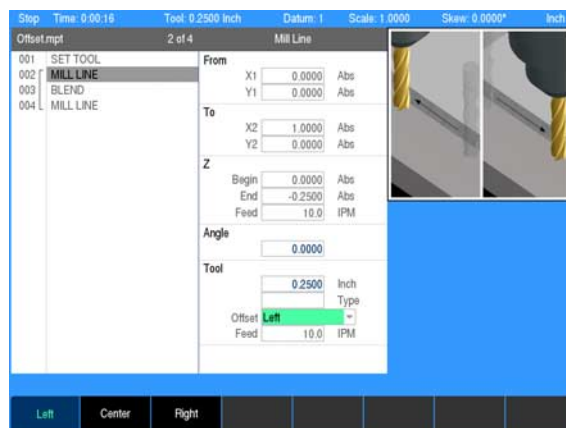 Stop Time: 0:00:16 Tool: 0.2500 Inch Datum: 1 Scale: 1.0000 Skew: 0.0000° Inch
Offset.mpt 2 of 4 Mill Line
001 SET TOOL
002 MILL LINE
003 BLEND
004 MILL LINE
From
X1 0.0000 Abs
Y1 0.0000 Abs
To
X2 1.0000 Abs
Y2 0.0000 Abs
Z
Begin 0.0000 Abs
End -0.2500 Abs
Feed 10.0 IPM
Angle
0.0000
Tool
0.2500 Inch
Type
Offset Left
Feed 10.0 IPM
Left Center Right